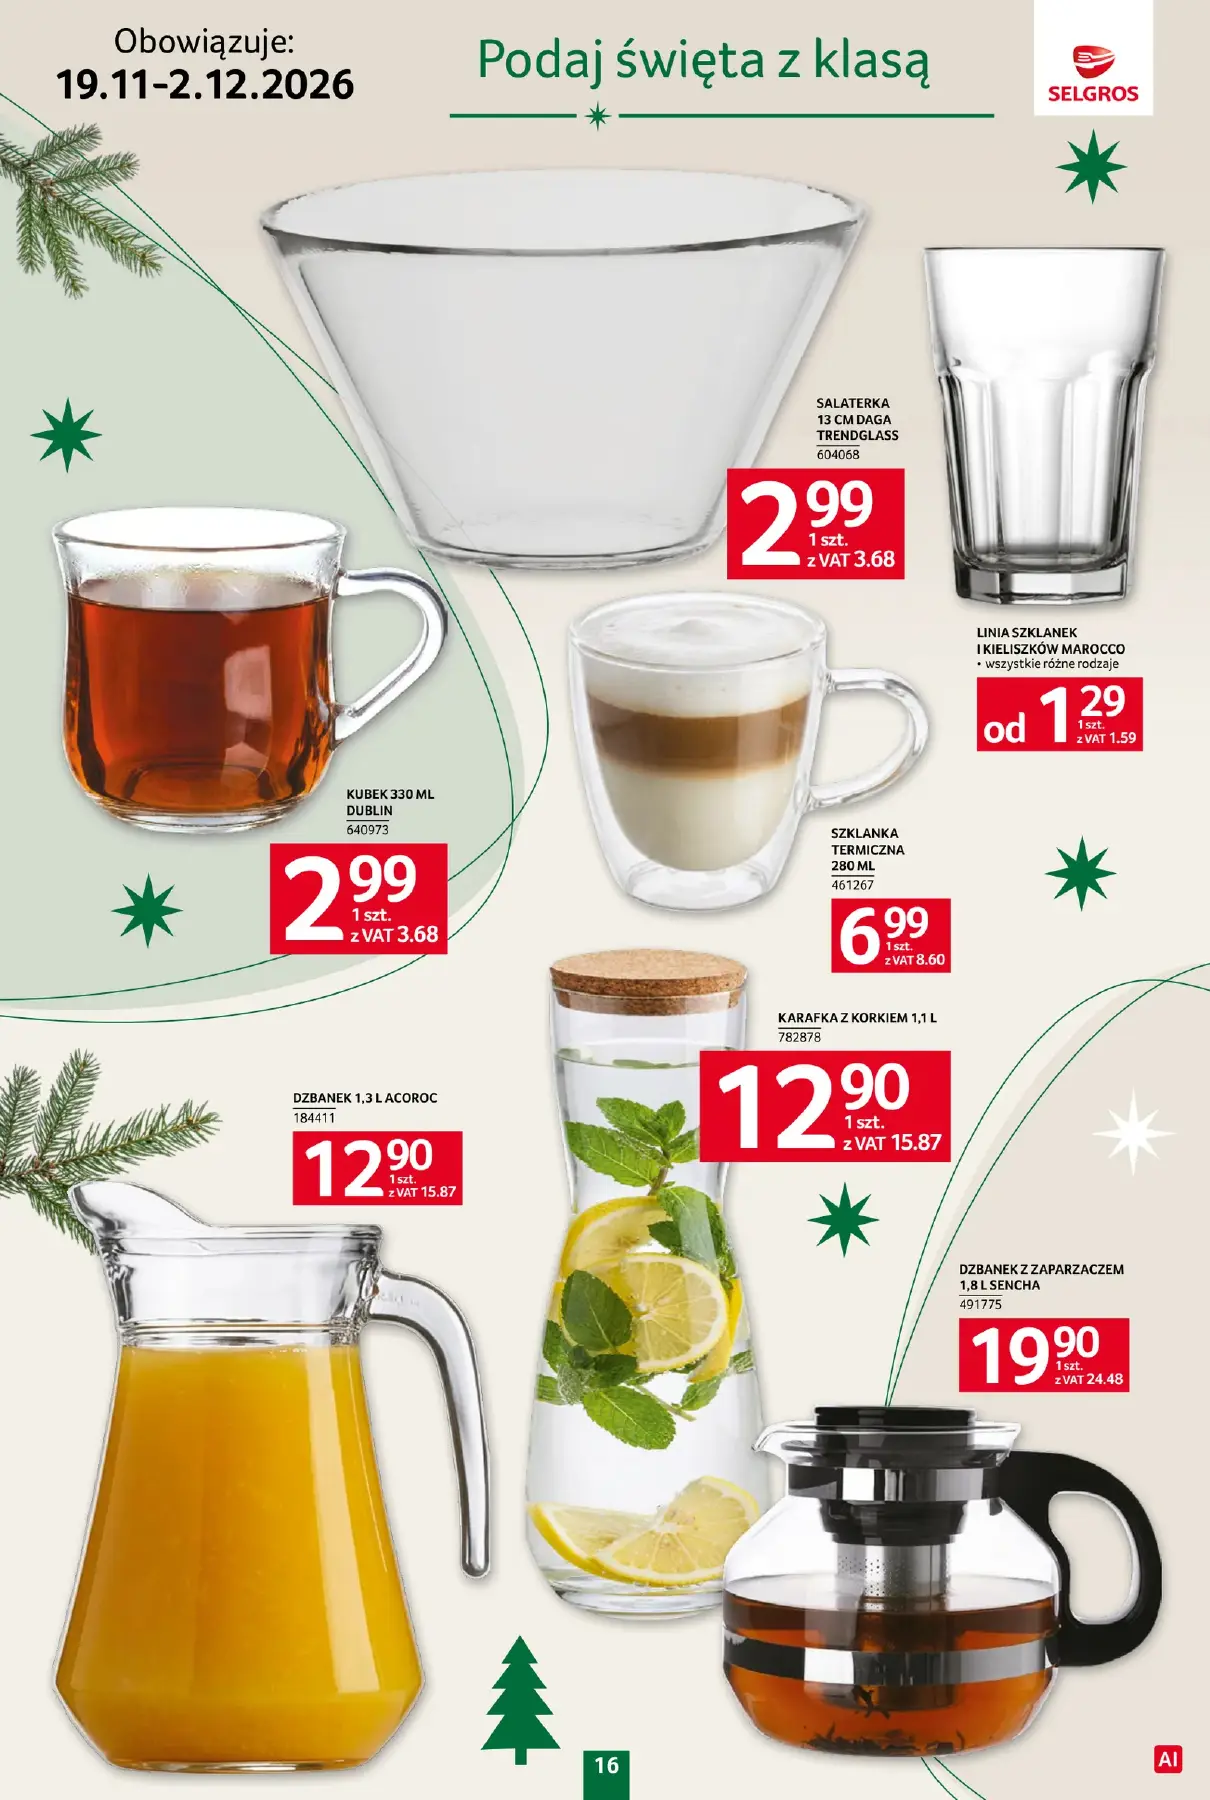 Obowiązuje:
19.11-2.12.2026
Podaj święta z klasą
SELGROS
SALATERKA
13 CM DAGA
TRENDGLASS
604068
2 99
1 szt.
z VAT 3.68
LINIA SZKLANEK
I KIELISZKÓW MAROCCO
• wszystkie różne rodzaje
od 1 29
1 szt.
z VAT 1.59
KUBEK 330 ML
DUBLIN
640973
2 99
1 szt.
z VAT 3.68
SZKLANKA
TERMICZNA
280 ML
461267
6 99
1 szt.
z VAT 8.60
KARAFKA Z KORKIEM 1,1 L
782878
12 90
1 szt.
z VAT 15.87
DZBANEK 1,3 L ACOROC
184411
12 90
1 szt.
z VAT 15.87
DZBANEK Z ZAPARZACZEM
1,8 L SENCHA
491775
19 90
1 szt.
z VAT 24.48
16
AI